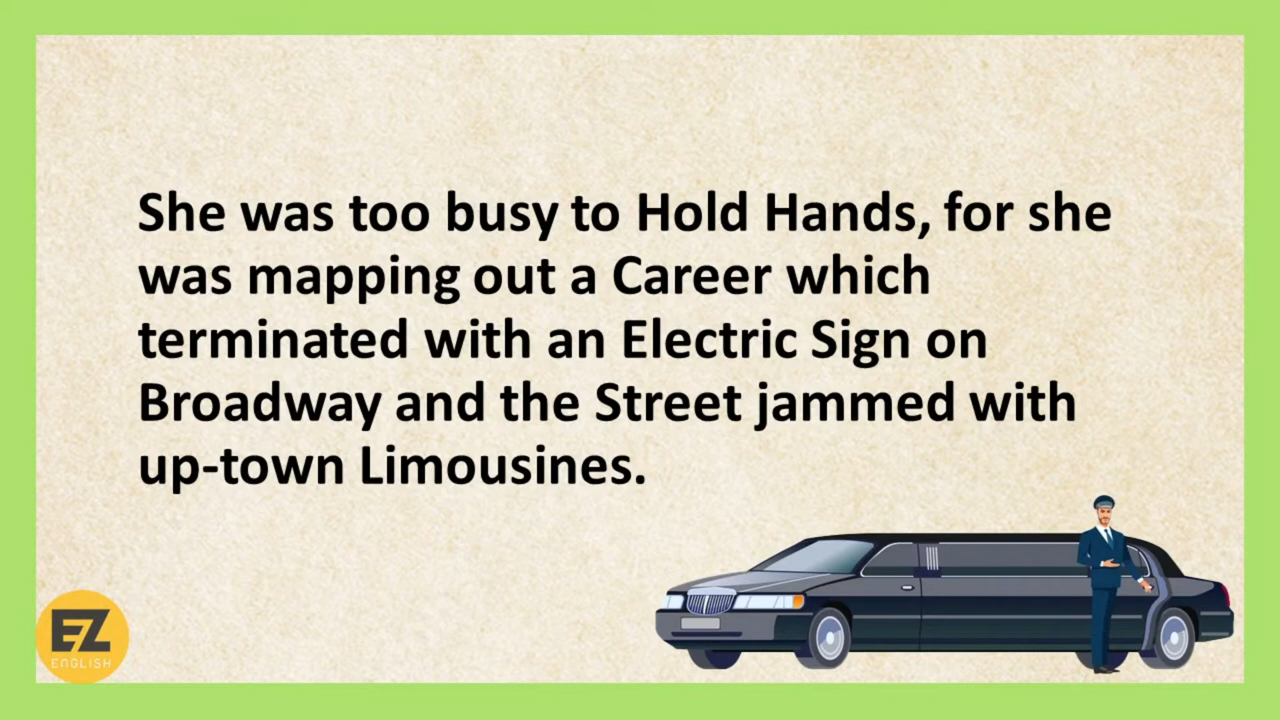 She was too busy to Hold Hands, for she
was mapping out a Career which
terminated with an Electric Sign on
Broadway and the Street jammed with
up-town Limousines.
EZ
ENGLISH